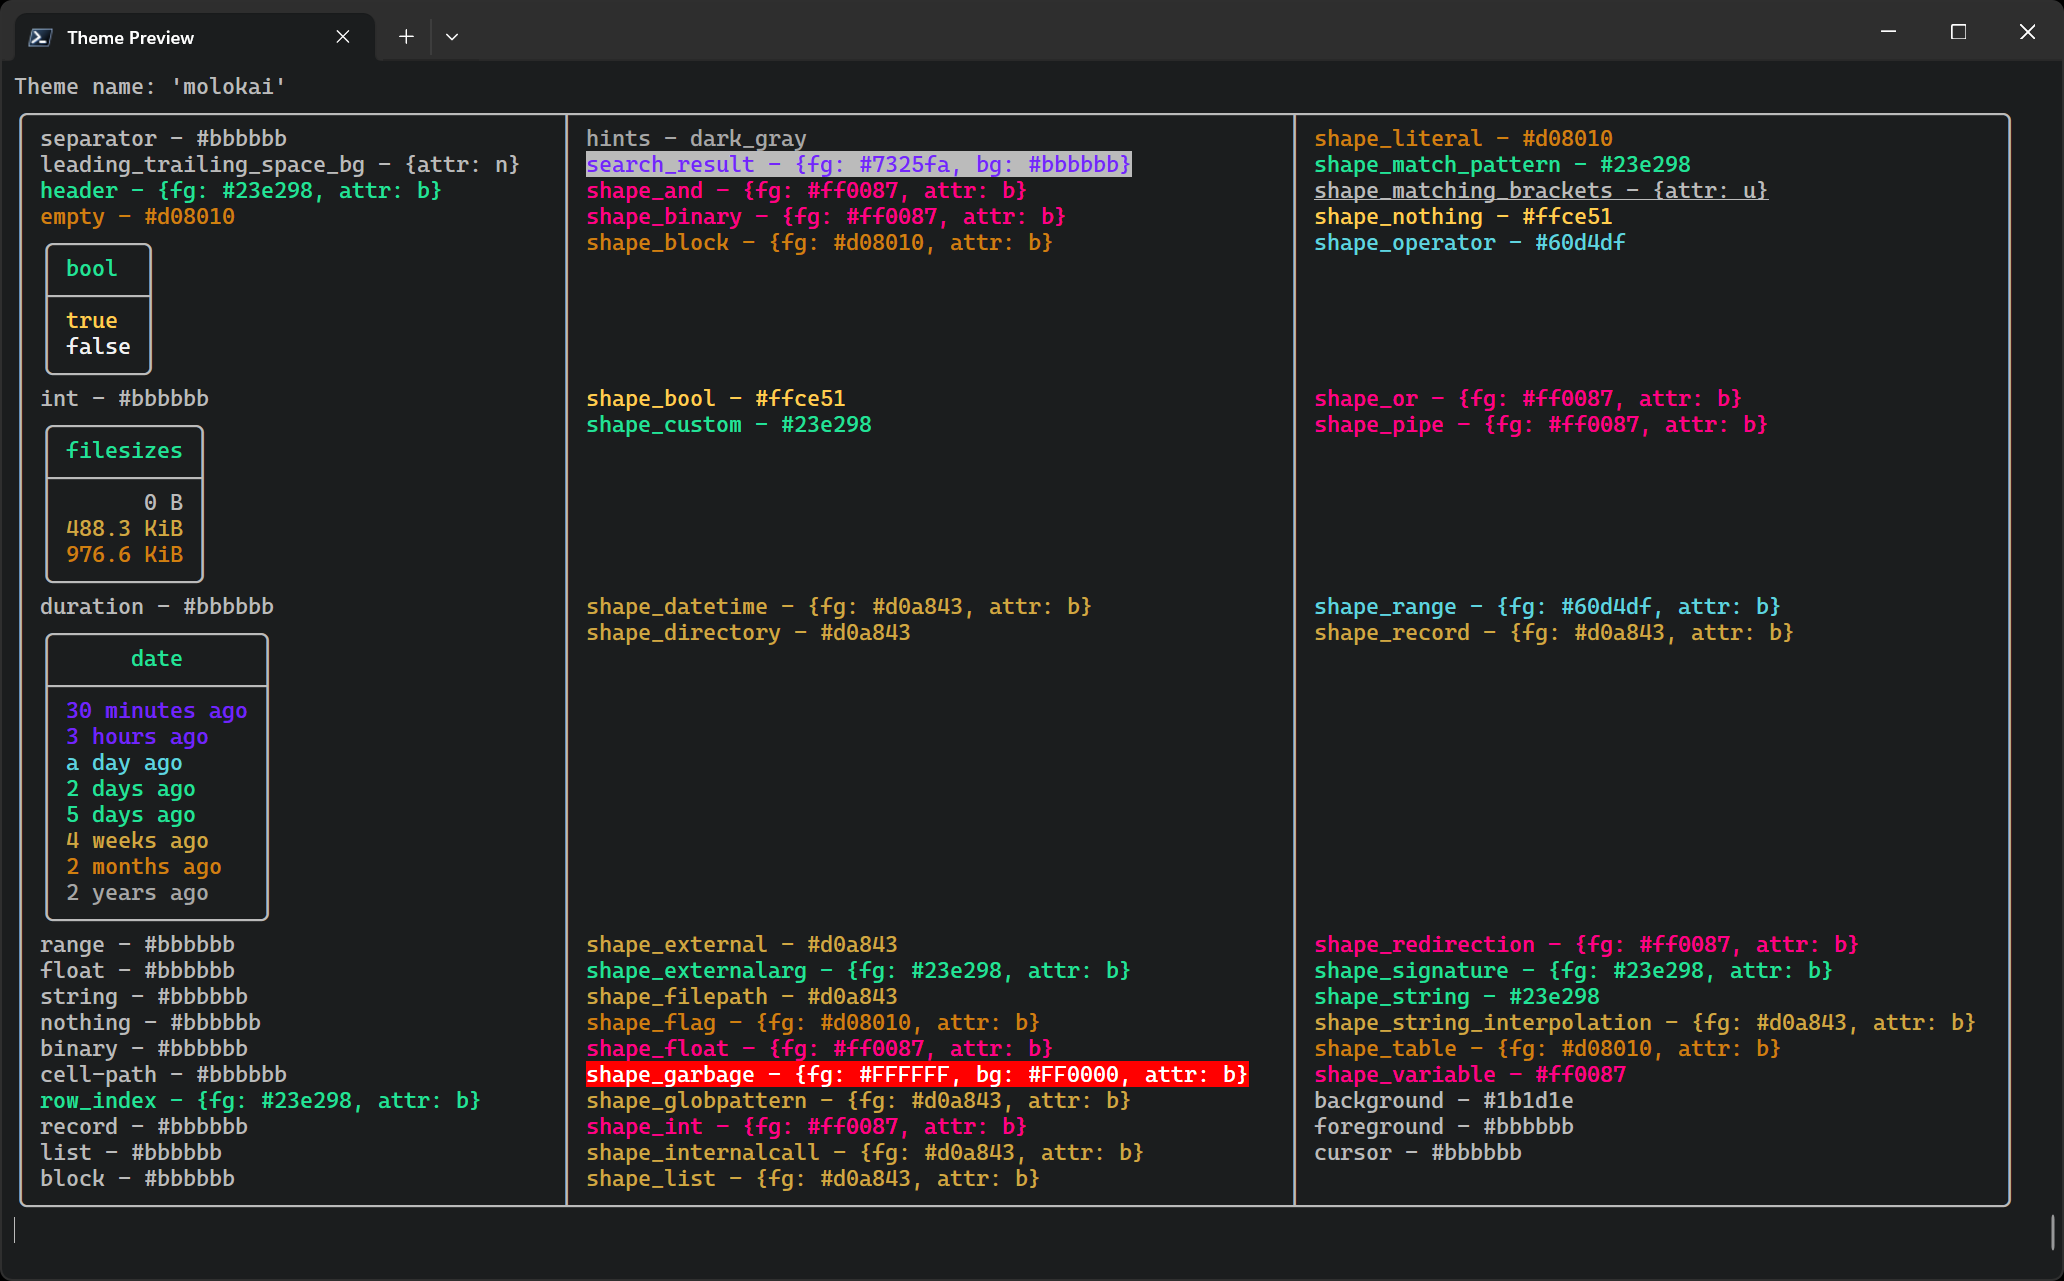 Theme Preview
Theme name: 'molokai'
separator - #bbbbbb
leading_trailing_space_bg - {attr: n}
header - {fg: #23e298, attr: b}
empty - #d08010
bool
true
false
int - #bbbbbb
filesizes
0 B
488.3 KiB
976.6 KiB
duration - #bbbbbb
date
30 minutes ago
3 hours ago
a day ago
2 days ago
5 days ago
4 weeks ago
2 months ago
2 years ago
range - #bbbbbb
float - #bbbbbb
string - #bbbbbb
nothing - #bbbbbb
binary - #bbbbbb
cell-path - #bbbbbb
row_index - {fg: #23e298, attr: b}
record - #bbbbbb
list - #bbbbbb
block - #bbbbbb
hints - dark_gray
search_result - {fg: #7325fa, bg: #bbbbbb}
shape_and - {fg: #ff0087, attr: b}
shape_binary - {fg: #ff0087, attr: b}
shape_block - {fg: #d08010, attr: b}
shape_bool - #ffce51
shape_custom - #23e298
shape_datetime - {fg: #d0a843, attr: b}
shape_directory - #d0a843
shape_external - #d0a843
shape_externalarg - {fg: #23e298, attr: b}
shape_filepath - #d0a843
shape_flag - {fg: #d08010, attr: b}
shape_float - {fg: #ff0087, attr: b}
shape_garbage - {fg: #FFFFFF, bg: #FF0000, attr: b}
shape_globpattern - {fg: #d0a843, attr: b}
shape_int - {fg: #ff0087, attr: b}
shape_internalcall - {fg: #d0a843, attr: b}
shape_list - {fg: #d0a843, attr: b}
shape_literal - #d08010
shape_match_pattern - #23e298
shape_matching_brackets - {attr: u}
shape_nothing - #ffce51
shape_operator - #60d4df
shape_or - {fg: #ff0087, attr: b}
shape_pipe - {fg: #ff0087, attr: b}
shape_range - {fg: #60d4df, attr: b}
shape_record - {fg: #d0a843, attr: b}
shape_redirection - {fg: #ff0087, attr: b}
shape_signature - {fg: #23e298, attr: b}
shape_string - #23e298
shape_string_interpolation - {fg: #d0a843, attr: b}
shape_table - {fg: #d08010, attr: b}
shape_variable - #ff0087
background - #1b1d1e
foreground - #bbbbbb
cursor - #bbbbbb